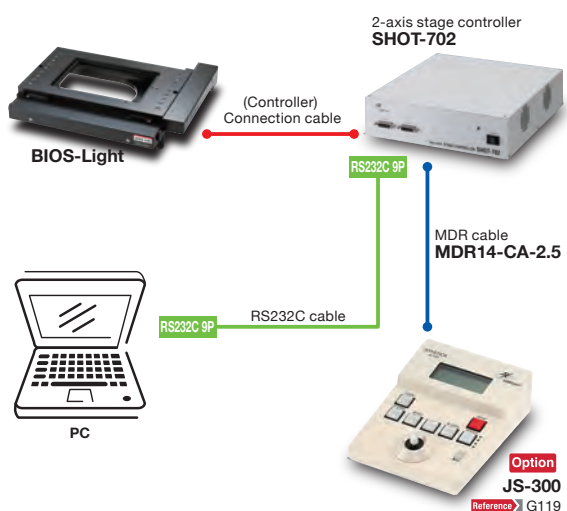 2-axis stage controller
SHOT-702
(Controller)
Connection cable
BIOS-Light
RS232C 9P
MDR cable
MDR14-CA-2.5
RS232C 9P
RS232C cable
PC
Option
JS-300
Reference G119